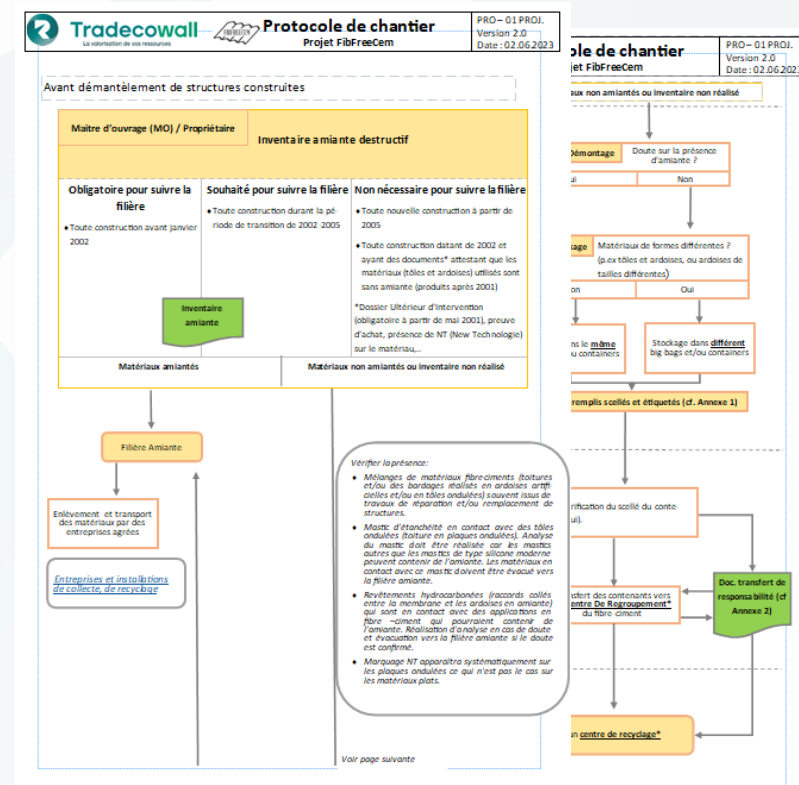 Tradecowall
La valorisation de vos ressources
FIBFREECEM
Protocole de chantier
Projet FibFreeCem
PRO – 01 PROJ.
Version 2.0
Date : 02.06.2023
Avant démantèlement de structures construites
Maitre d'ouvrage (MO) / Propriétaire
Inventaire amiante destructif
Obligatoire pour suivre la
filière
♦Toute construction avant janvier
2002
Souhaité pour suivre la filière
♦Toute construction durant la pé-
riode de transition de 2002-2005
Non nécessaire pour suivre la filière
♦Toute nouvelle construction à partir de
2005
♦Toute construction datant de 2002 et
ayant des documents* attestant que les
matériaux (tôles et ardoises) utilisés sont
sans amiante (produits après 2001)
*Dossier Ultérieur d'Intervention
(obligatoire à partir de mai 2001), preuve
d'achat, présence de NT (New Technologie)
sur le matériau,..
Inventaire
amiante
Matériaux amiantés
Matériaux non amiantés ou inventaire non réalisé
Filière Amiante
Enlèvement et transport
des matériaux par des
entreprises agréées
Entreprises et installations
de collecte, de recyclage
Vérifier la présence:
♦ Mélanges de matériaux fibreciments (toitures
et/ou des bardages réalisés en ardoises artifi-
cielles et/ou en tôles ondulées) souvent issus de
travaux de réparation et/ou remplacement de
structures.
♦ Mastic d'étanchéité en contact avec des tôles
ondulées (toiture en plaques ondulées). Analyse
du mastic doit être réalisée car les mastics
autres que les mastics de type silicone moderne
peuvent contenir de l'amiante. Les matériaux en
contact avec ce mastic doivent être évacué vers
la filière amiante.
♦ Revêtements hydrocarbonées (raccords collés
entre la membrane et les ardoises en amiante)
qui sont en contact avec des applications en
fibre –ciment qui pourraient contenir de
l'amiante. Réalisation d'analyse en cas de doute
et évacuation vers la filière amiante si le doute
est confirmé.
♦ Marquage NT apparaîtra systématiquement sur
les plaques ondulées ce qui n'est pas le cas sur
les matériaux plats.
Voir page suivante
ole de chantier
jet FibFreeCem
PRO – 01 PROJ.
Version 2.0
Date : 02.06.2023
aux non amiantés ou inventaire non réalisé
Démontage
Doute sur la présence
d'amiante ?
ui
Non
age
Matériaux de formes différentes ?
(p.ex tôles et ardoises, ou ardoises de
tailles différentes)
on
Oui
ns le même
u containers
Stockage dans différent
big bags et/ou containers
remplis scellés et étiquetés (cf. Annexe 1)
rification du scellé du conte-
ui).
nsfert des contenants vers
entre De Regroupement*
du fibre ciment
Doc. transfert de
responsabilité (cf
Annexe 2)
n centre de recyclage*